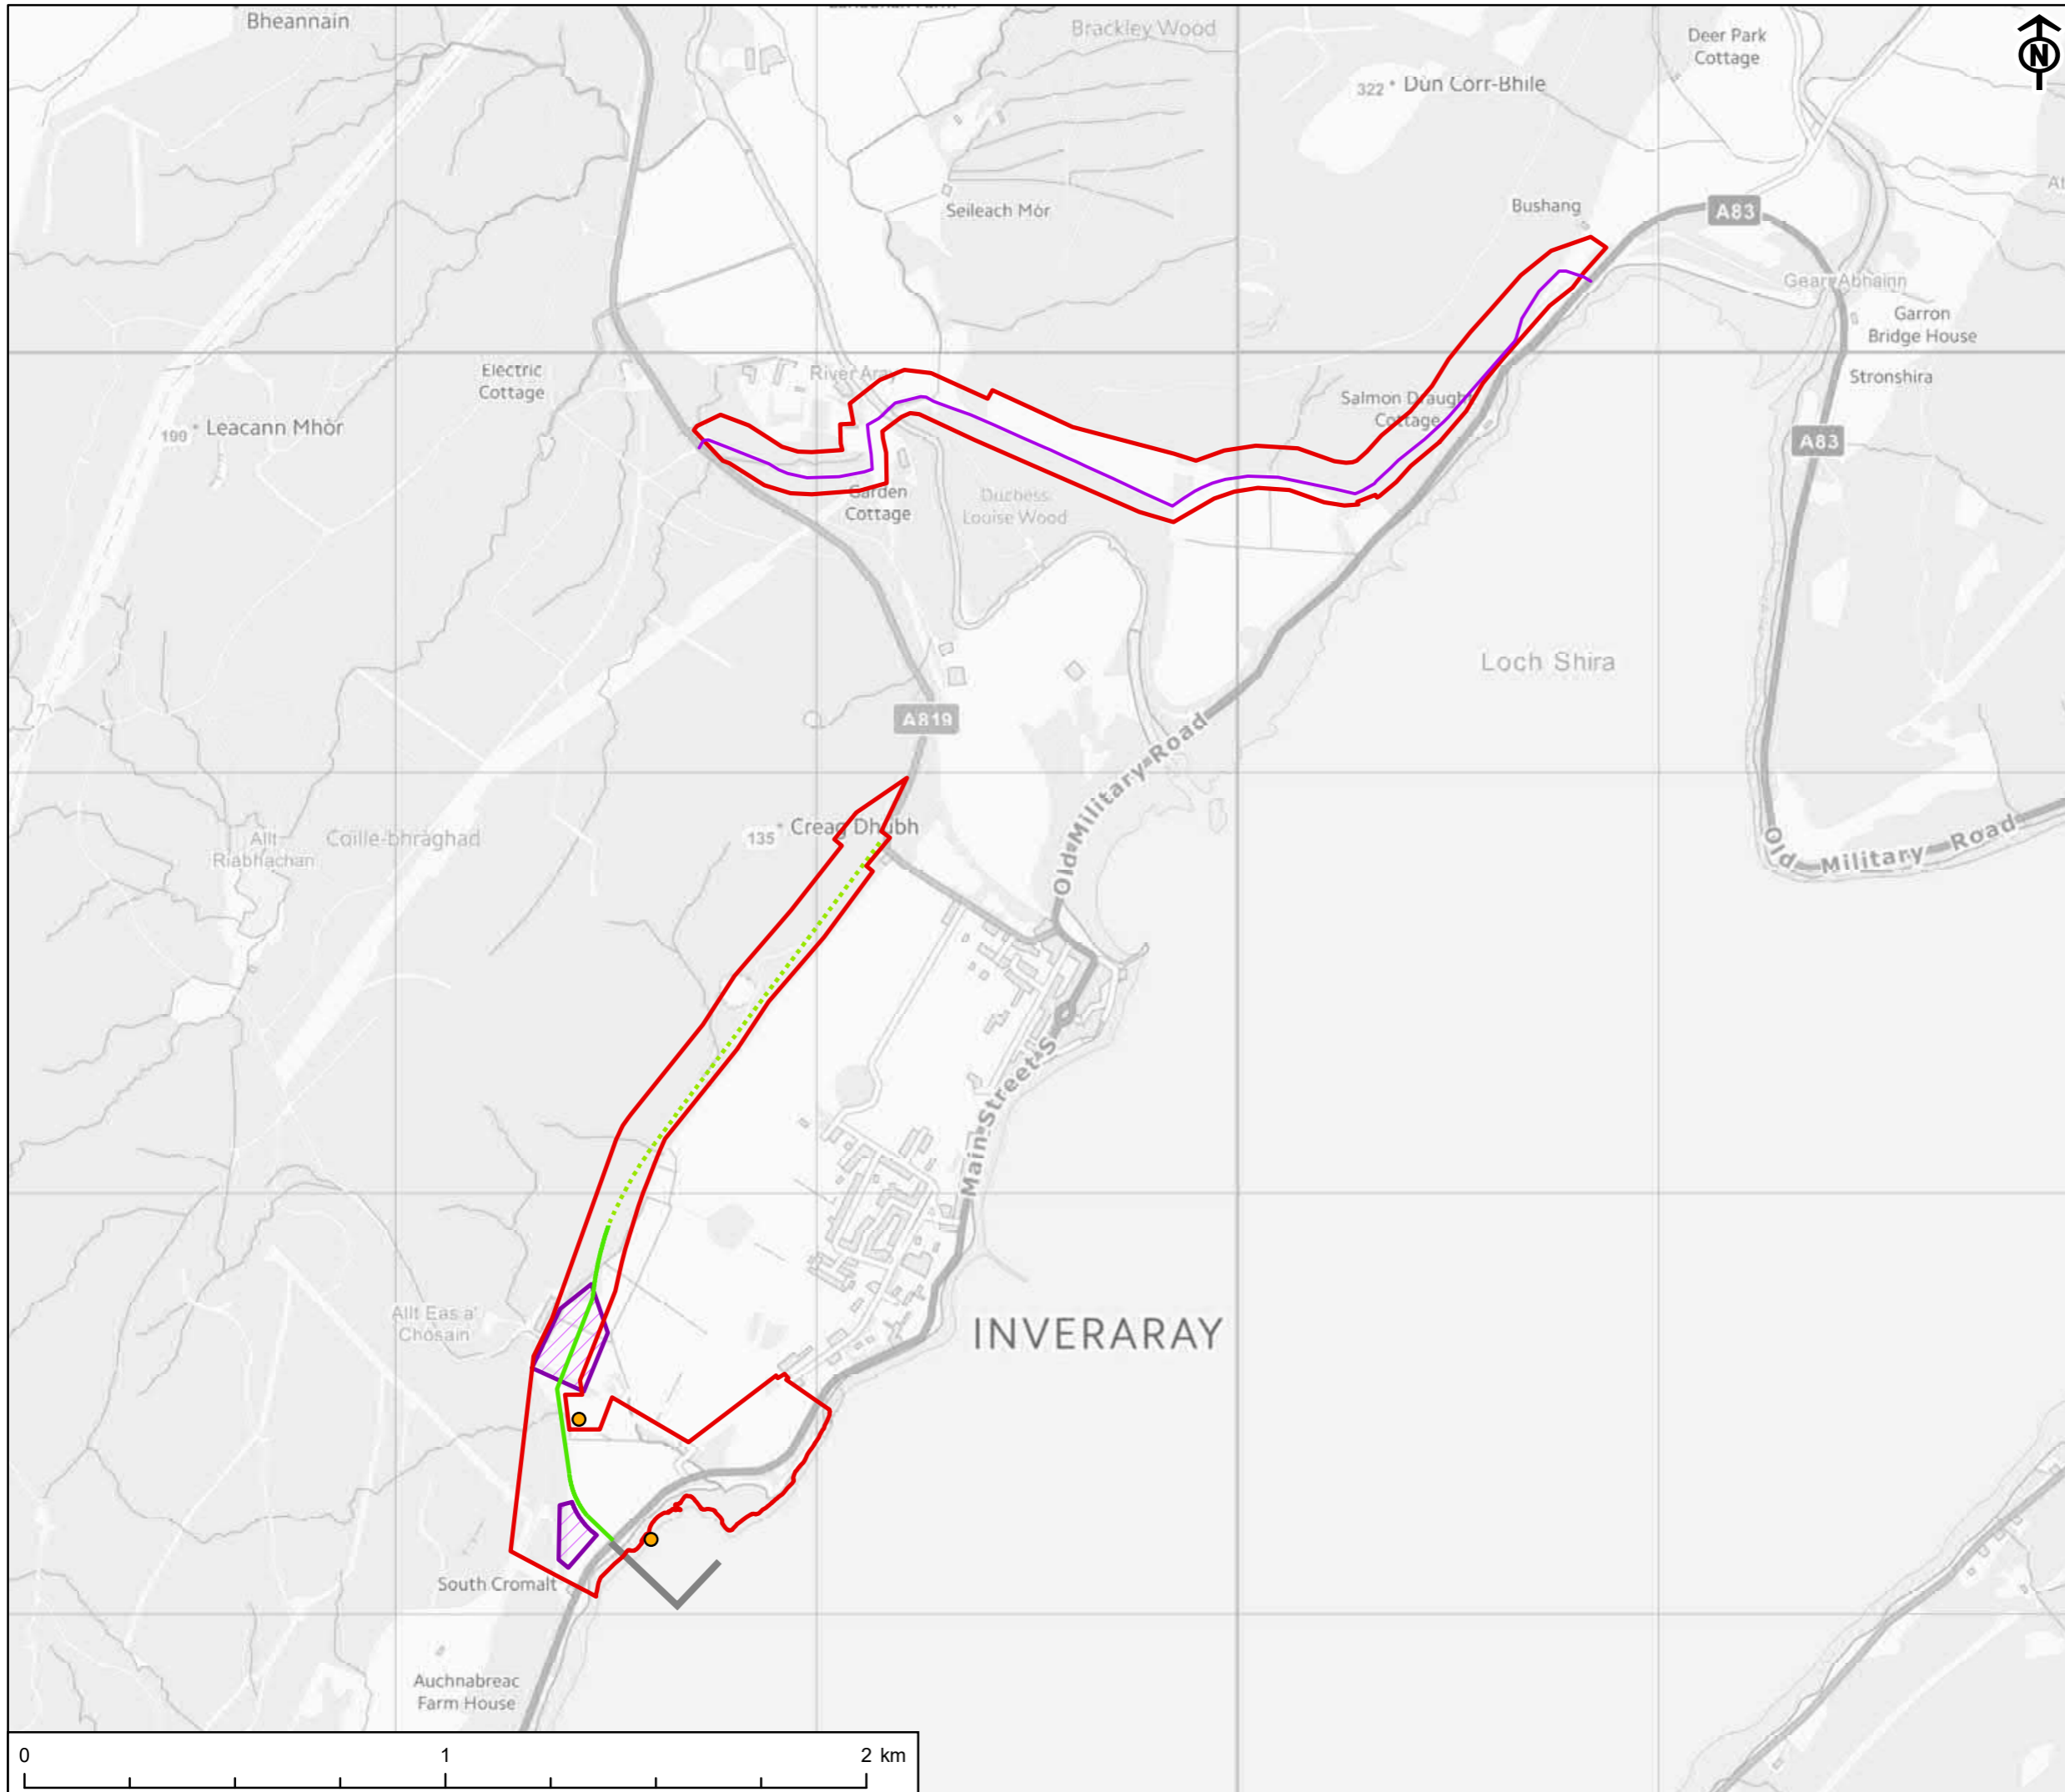 Bheannain
Brackley Wood
Deer Park
Cottage
N
322
Dùn Corr-Bhile
Seileach Mór
Bushang
A83
Gearr Abhainn
Garron
Bridge House
Stronshira
Electric
Cottage
River Aray
Salmon Draught
Cottage
190
Leacann Mhór
A83
Garden
Cottage
Duchess
Louise Wood
Loch Shira
A819
Old Military Road
135
Creag Dhubh
Allt
Riabhachan
Coille-bhraghad
Old Military Road
Main Street S
Allt Eas a'
Chosain
INVERARAY
South Cromalt
Auchnabreac
Farm House
0
1
2 km